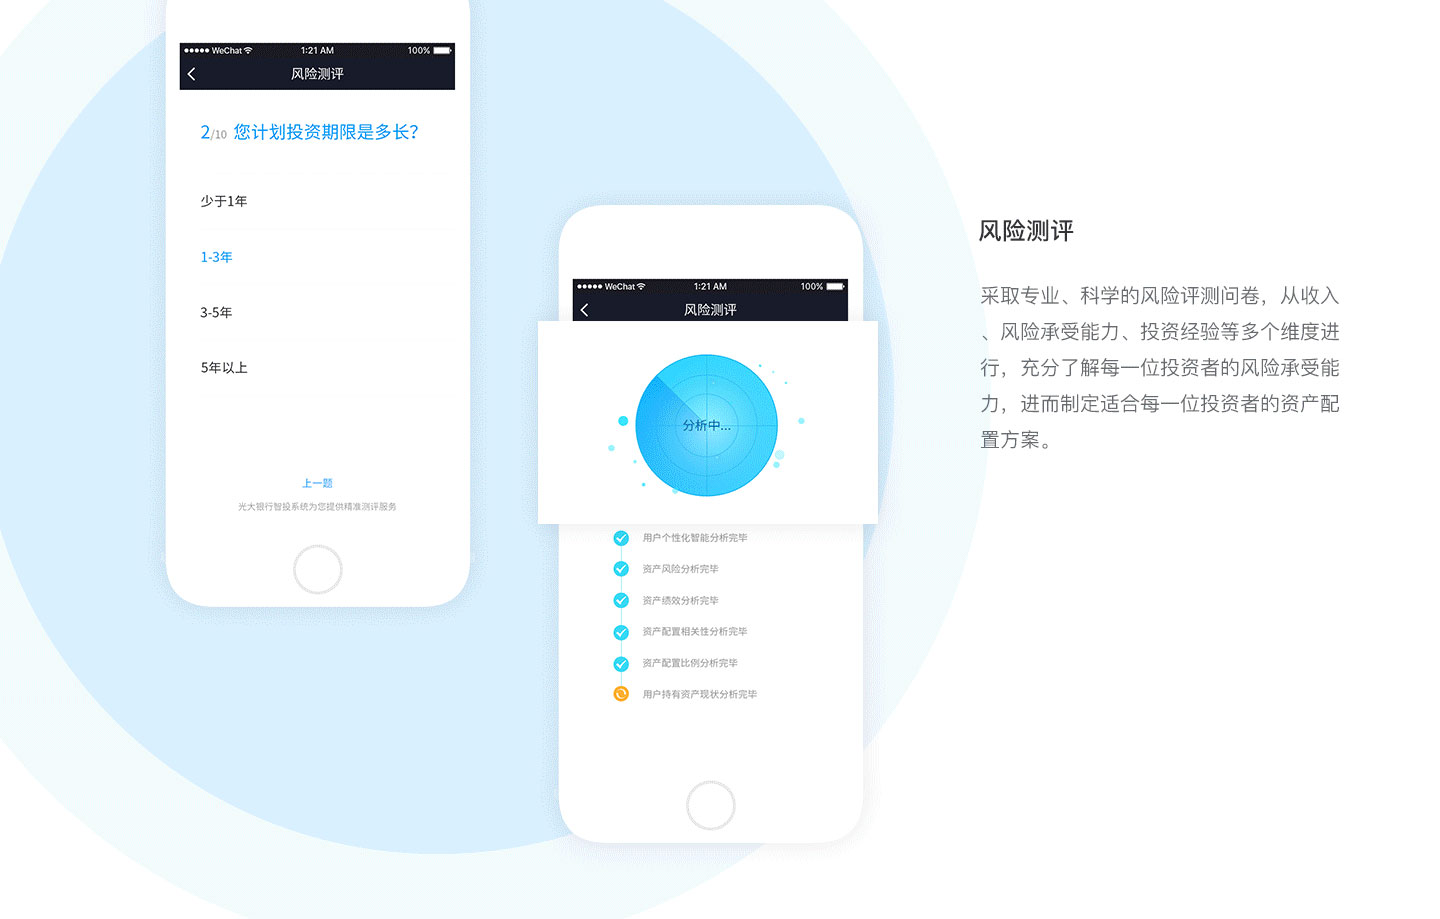 WeChat 1:21 AM 100%
风险测评
2/10 您计划投资期限是多长?
少于1年
1-3年
3-5年
5年以上
上一题
光大银行智投系统为您提供精准测评服务
WeChat 1:21 AM 100%
风险测评
分析中...
用户个性化智能分析完毕
资产风险分析完毕
资产绩效分析完毕
资产配置相关性分析完毕
资产配置比例分析完毕
用户持有资产现状分析完毕
风险测评
采取专业、科学的风险评测问卷，从收入
、风险承受能力、投资经验等多个维度进
行，充分了解每一位投资者的风险承受能
力，进而制定适合每一位投资者的资产配
置方案。